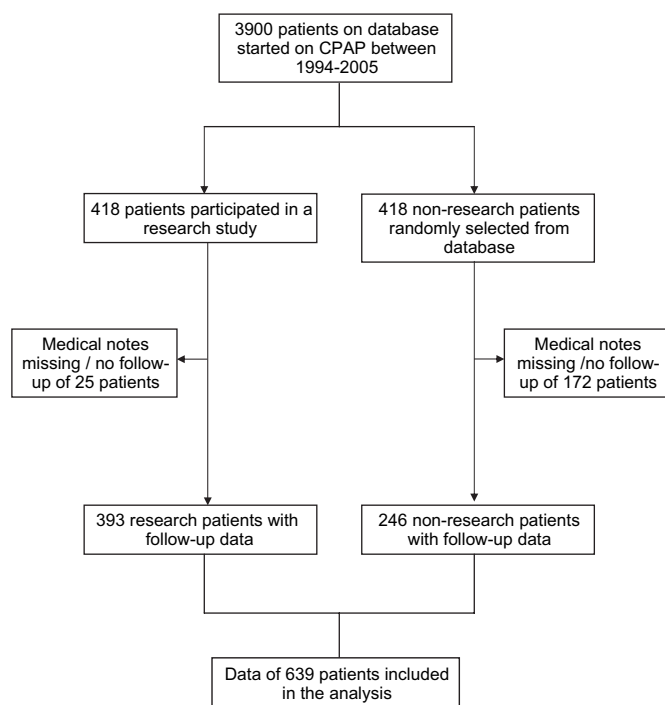 3900 patients on database
started on CPAP between
1994-2005
418 patients participated in a
research study
418 non-research patients
randomly selected from
database
Medical notes
missing / no follow-
up of 25 patients
Medical notes
missing /no follow-
up of 172 patients
393 research patients with
follow-up data
246 non-research patients
with follow-up data
Data of 639 patients included
in the analysis